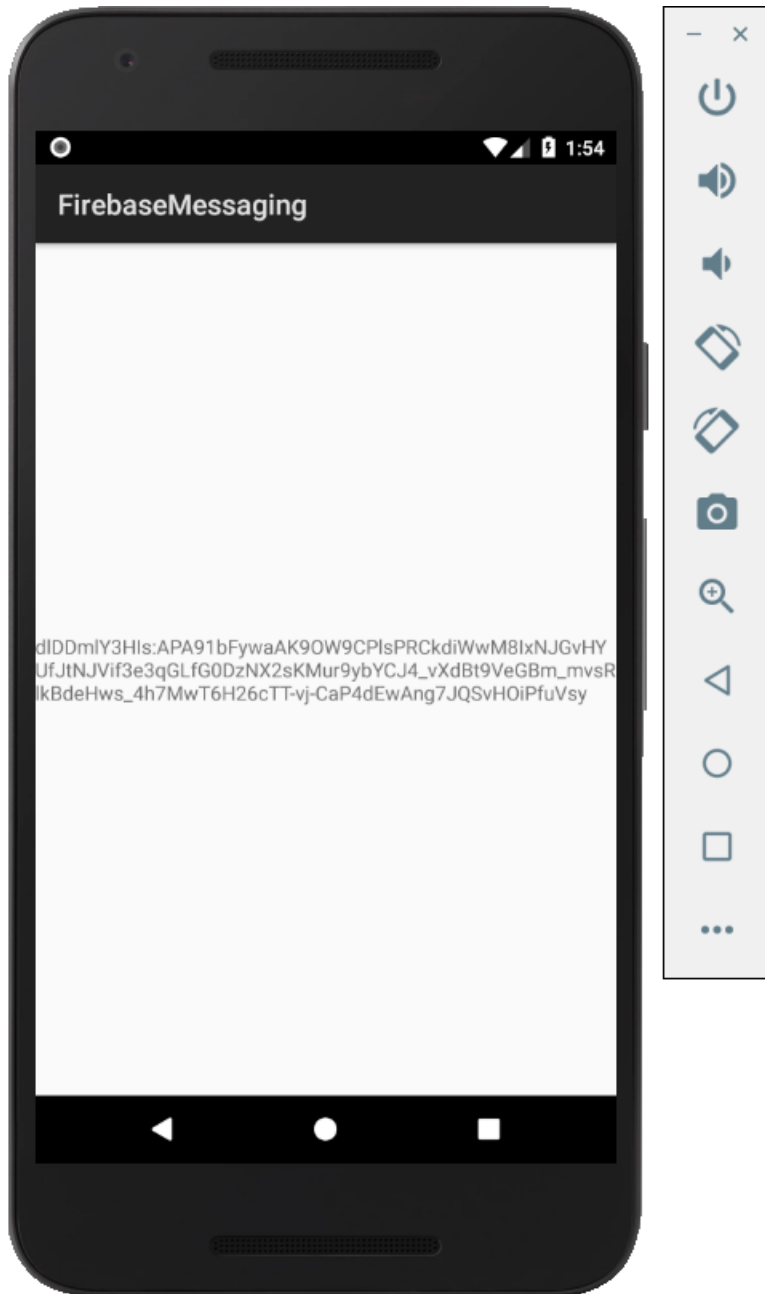 1:54
FirebaseMessaging
dlDDmlY3HIs:APA91bFywaAK9OW9CPlsPRCkdiWwM8IxNJGvHY
UfJtNJVif3e3qGLfG0DzNX2sKMur9ybYCJ4_vXdBt9VeGBm_mvsR
lkBdeHws_4h7MwT6H26cTT-vj-CaP4dEwAng7JQSvHOiPfuVsy